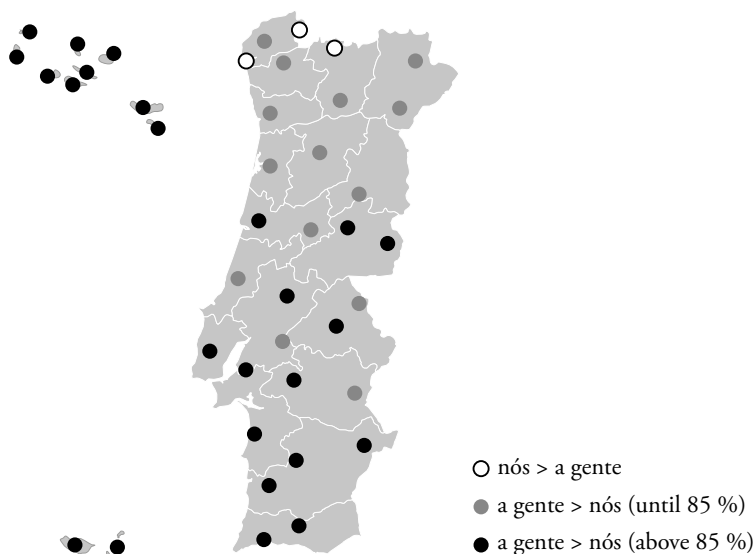 nós > a gente
a gente > nós (until 85 %)
a gente > nós (above 85 %)